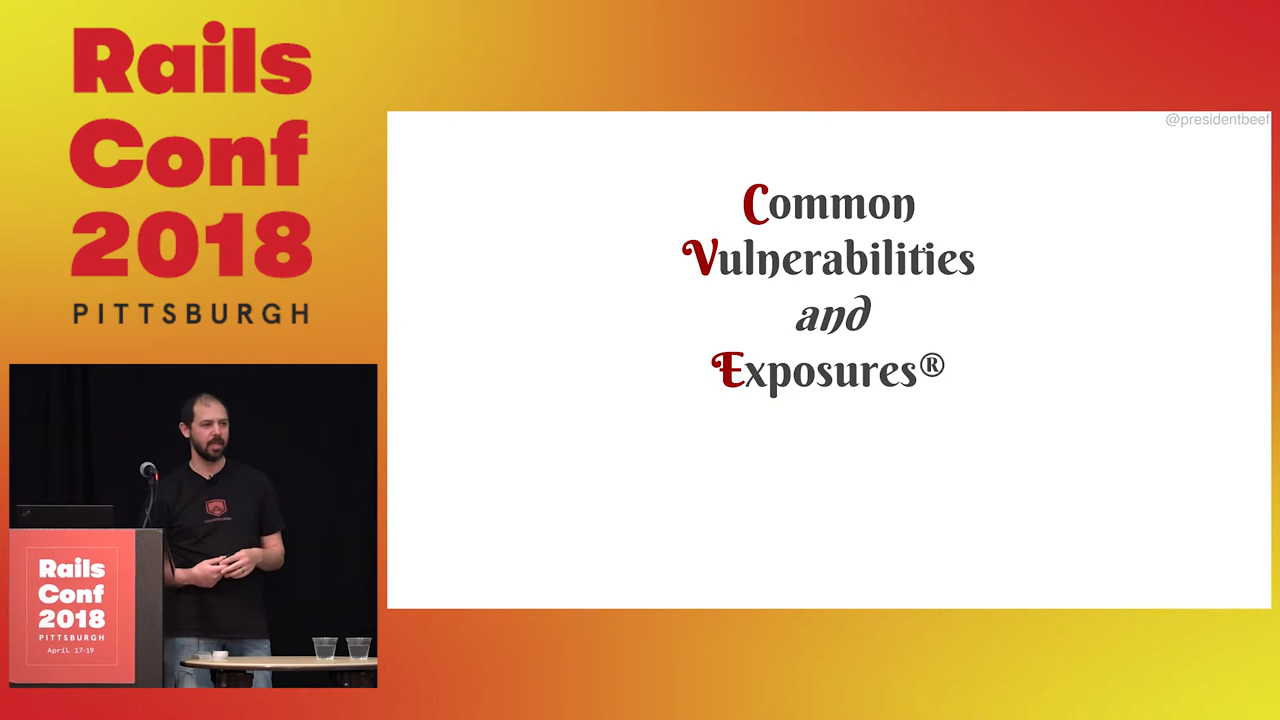 Rails
Conf
2018
PITTSBURGH
@presidentbeef
Common
Vulnerabilities
and
Exposures®
Rails
Conf
2018
PITTSBURGH
April 17-19